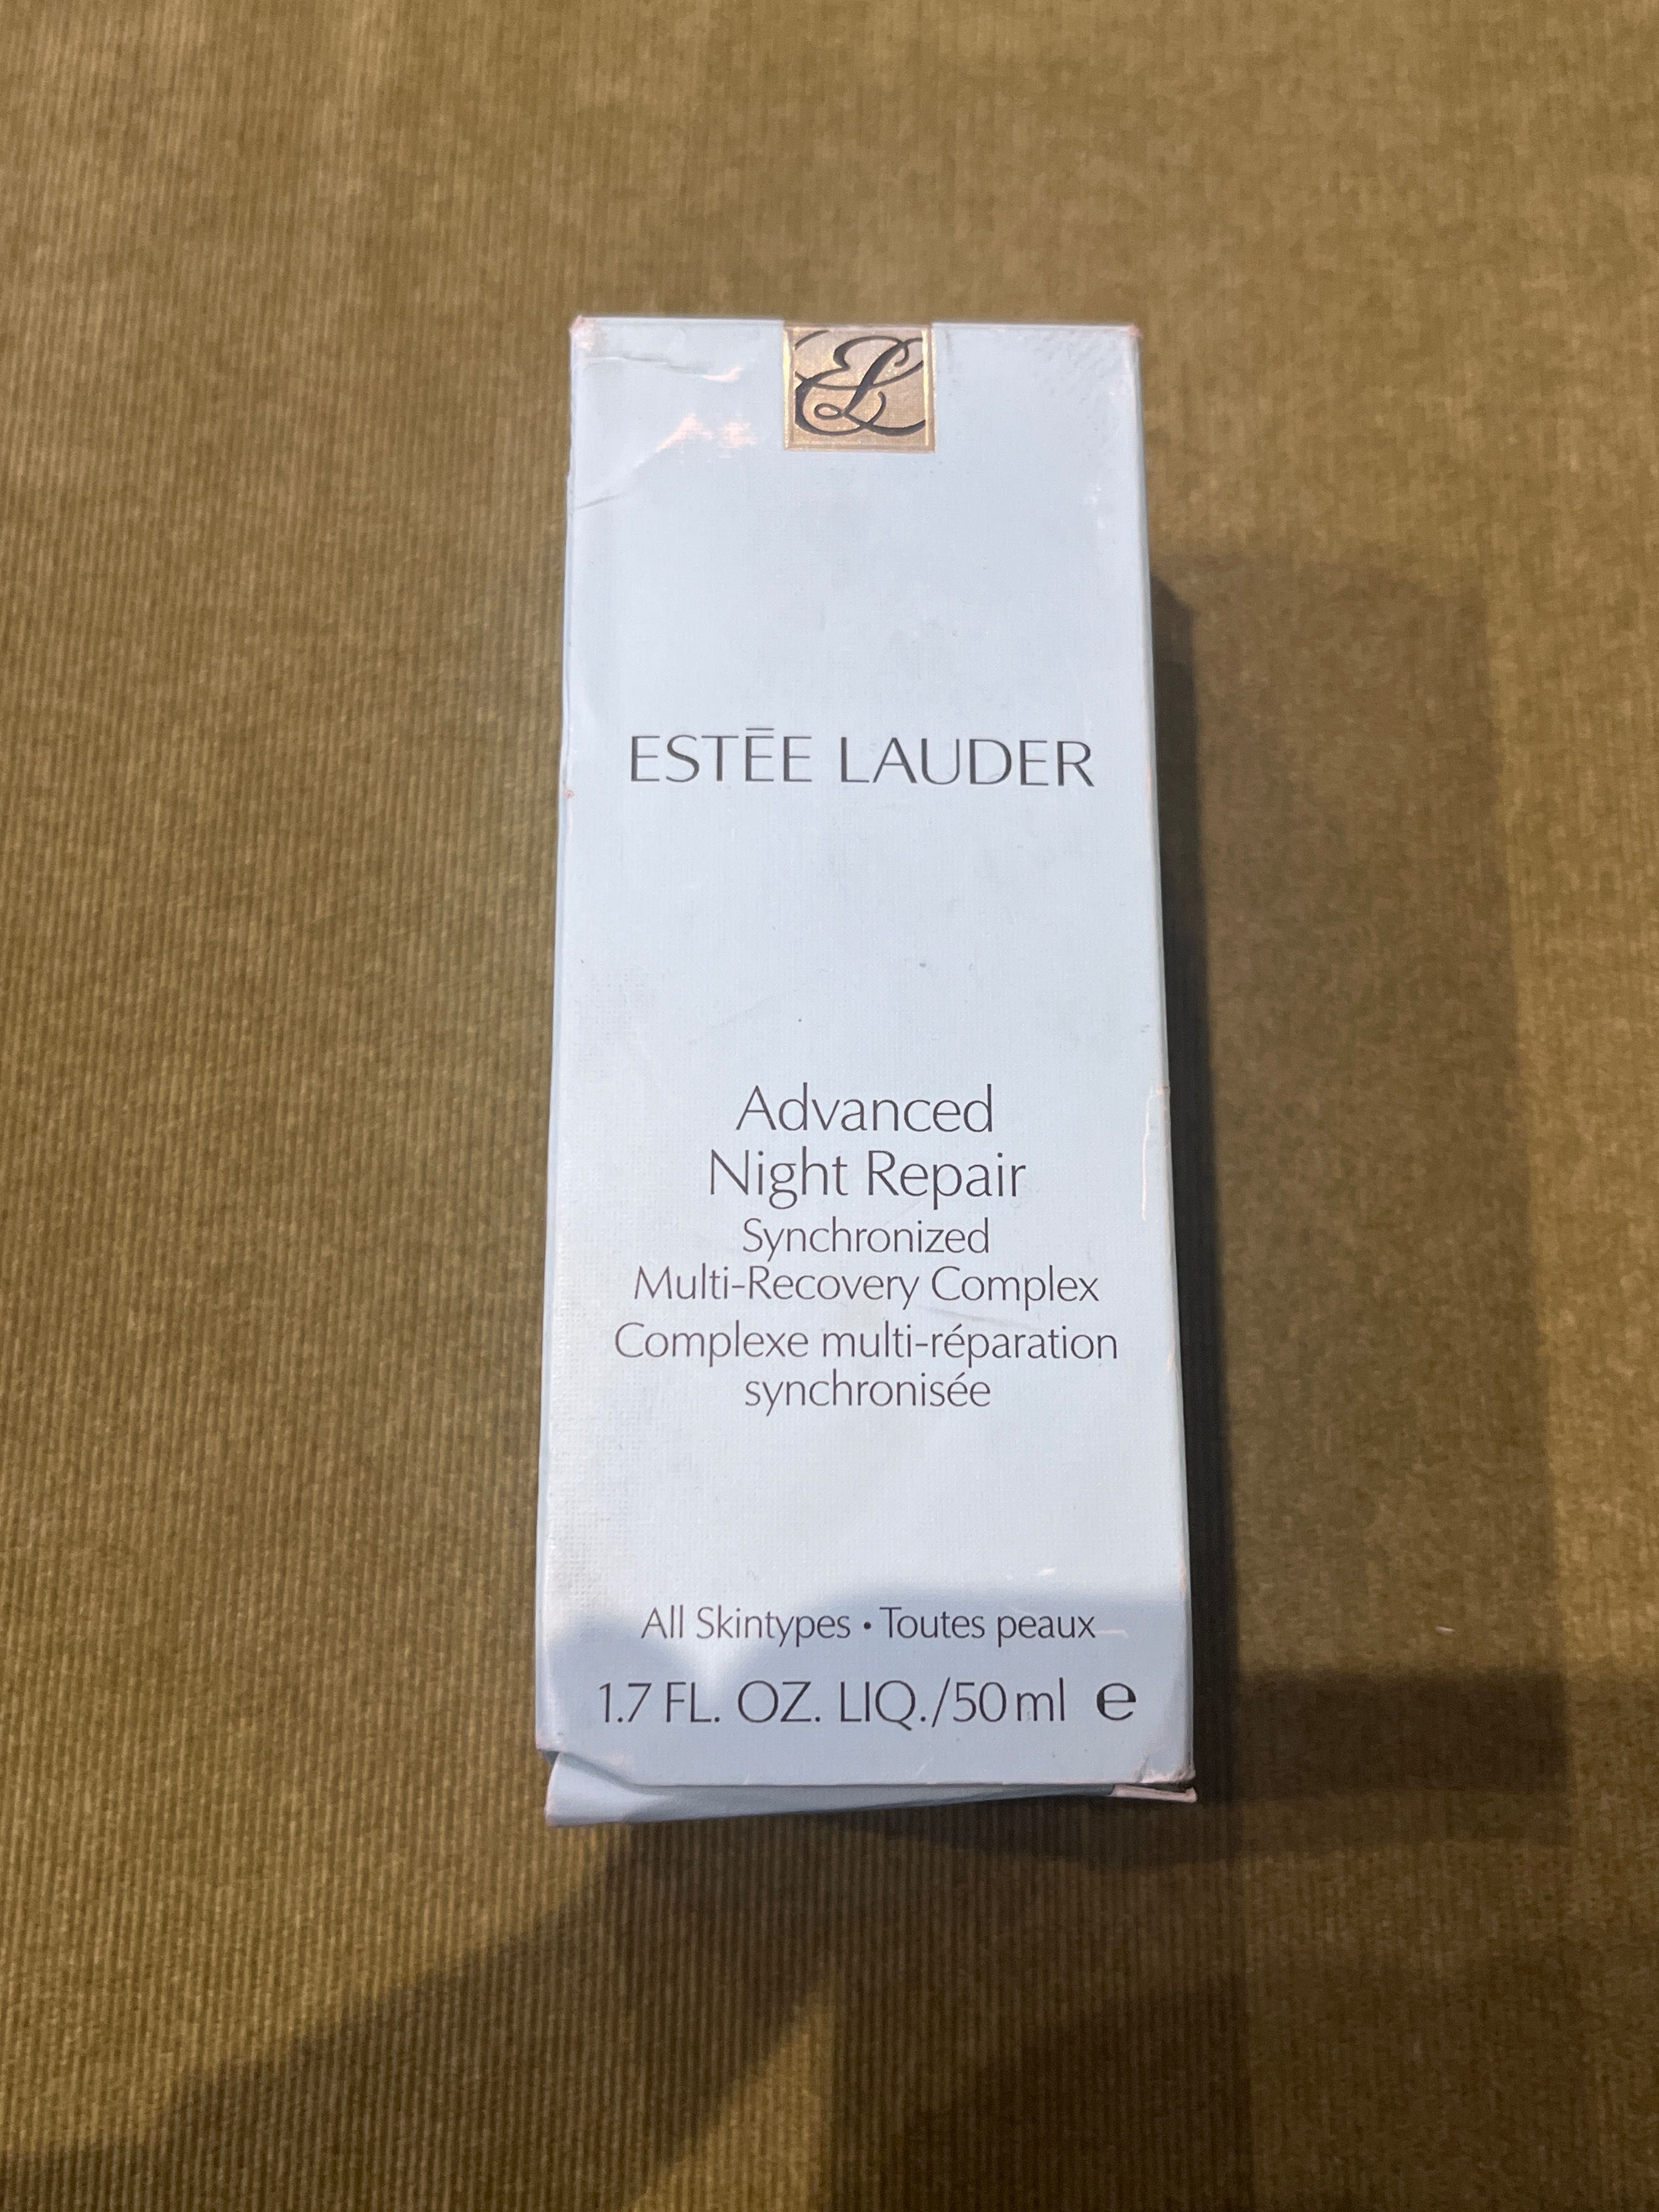 EL
ESTĒE LAUDER
Advanced
Night Repair
Synchronized
Multi-Recovery Complex
Complexe multi-réparation
synchronisée
All Skintypes • Toutes peaux
1.7 FL. OZ. LIQ./50 ml ℮